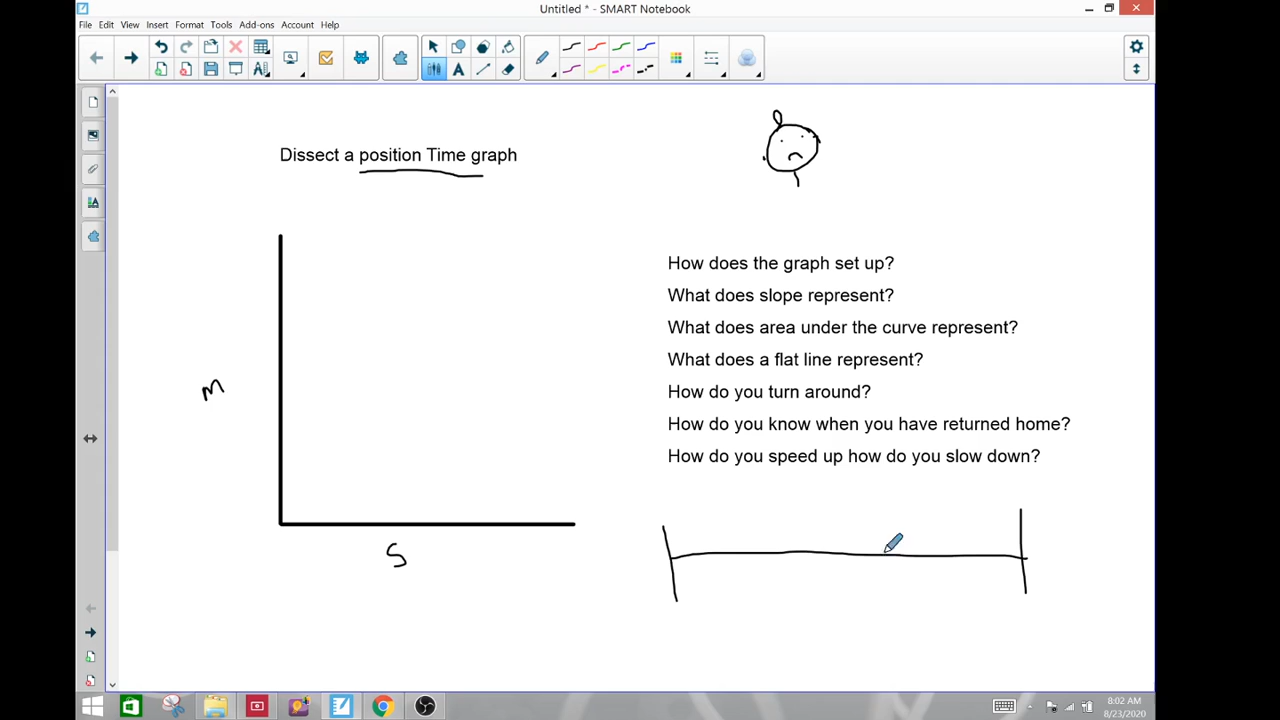 Untitled * - SMART Notebook
File Edit View Insert Format Tools Add-ons Account Help
Dissect a position Time graph
How does the graph set up?
What does slope represent?
What does area under the curve represent?
What does a flat line represent?
How do you turn around?
How do you know when you have returned home?
How do you speed up how do you slow down?
m
s
8:02 AM
8/23/2020